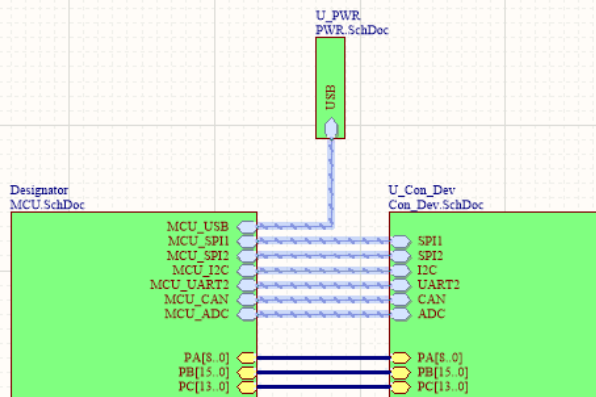 U_PWR
PWR.SchDoc
USB
Designator
MCU.SchDoc
U_Con_Dev
Con_Dev.SchDoc
MCU_USB
MCU_SPI1 SPI1
MCU_SPI2 SPI2
MCU_I2C I2C
MCU_UART2 UART2
MCU_CAN CAN
MCU_ADC ADC
PA[8..0] PA[8..0]
PB[15..0] PB[15..0]
PC[13..0] PC[13..0]